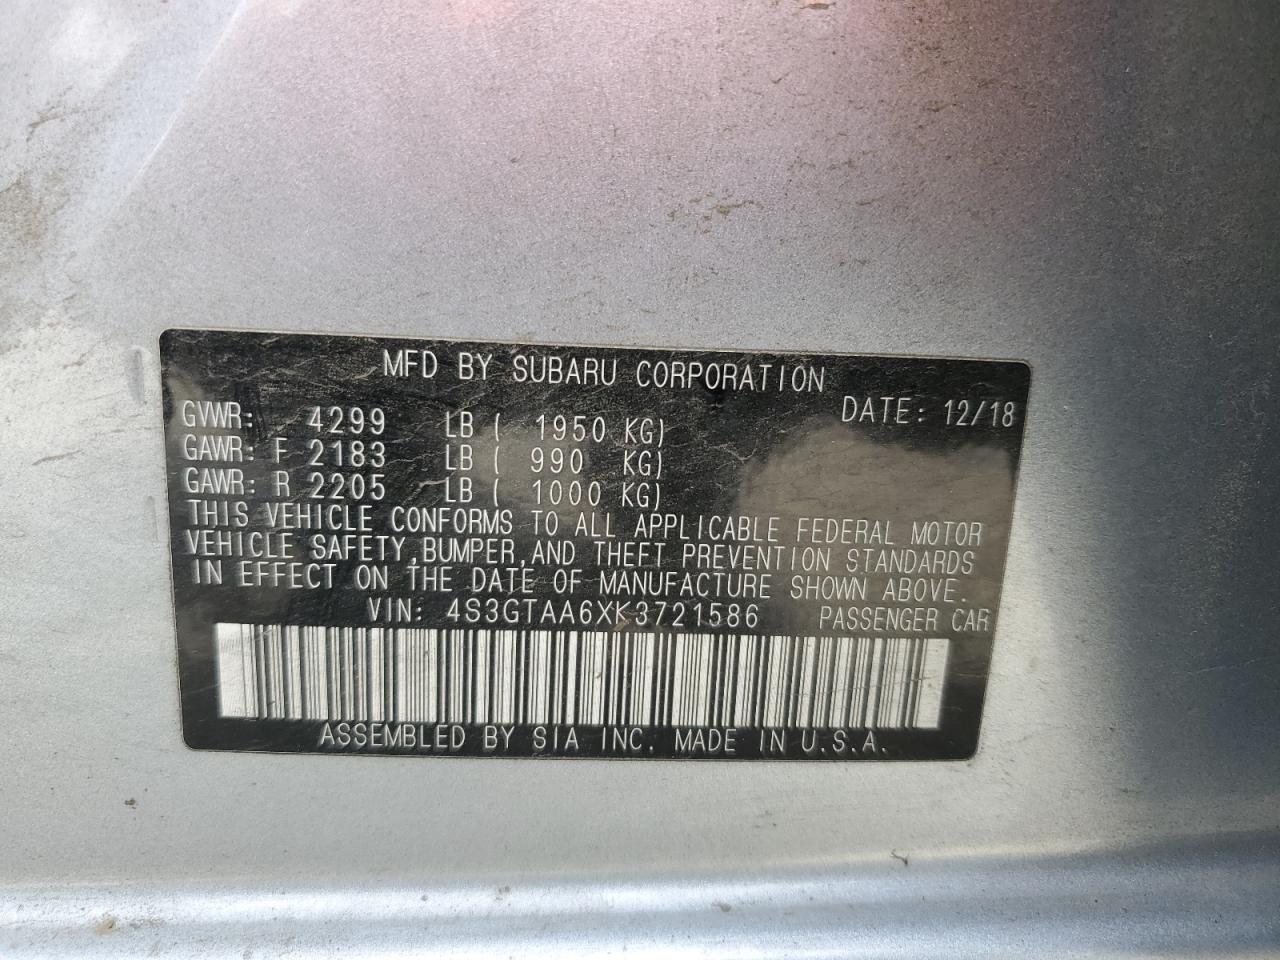 MFD BY SUBARU CORPORATION
DATE: 12/18
GVWR: 4299 LB ( 1950 KG)
GAWR: F 2183 LB ( 990 KG)
GAWR: R 2205 LB ( 1000 KG)
THIS VEHICLE CONFORMS TO ALL APPLICABLE FEDERAL MOTOR
VEHICLE SAFETY,BUMPER,AND THEFT PREVENTION STANDARDS
IN EFFECT ON THE DATE OF MANUFACTURE SHOWN ABOVE.
VIN: 4S3GTAA6XK3721586 PASSENGER CAR
ASSEMBLED BY SIA INC. MADE IN U.S.A.